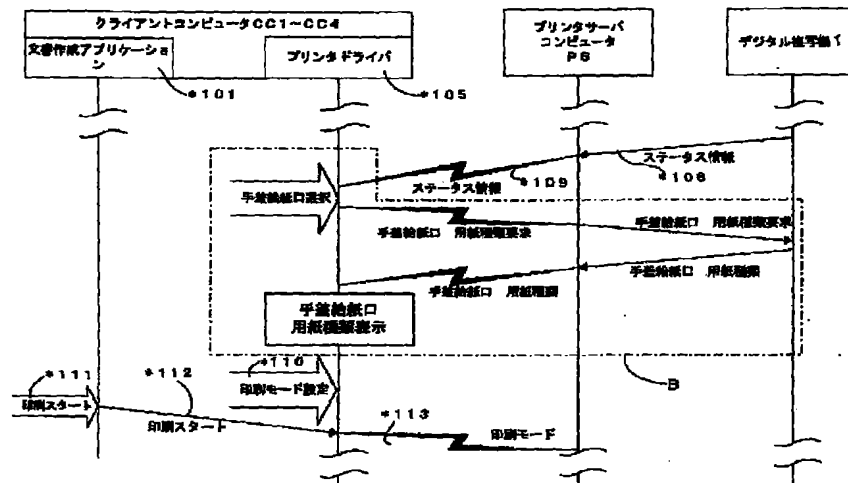 クライアントコンピュータCC1～CC4
文書作成アプリケーショ
ン
プリンタドライバ
プリンタサーバ
コンピュータ
PS
デジタル複写機1
*101
*105
ステータス情報
*108
ステータス情報
*109
手差給紙口選択
手差給紙口 用紙種類要求
手差給紙口 用紙種類要求
手差給紙口 用紙種類
手差給紙口 用紙種類
手差給紙口
用紙種類表示
*110
印刷モード設定
B
*111
印刷スタート
*112
印刷スタート
*113
印刷モード